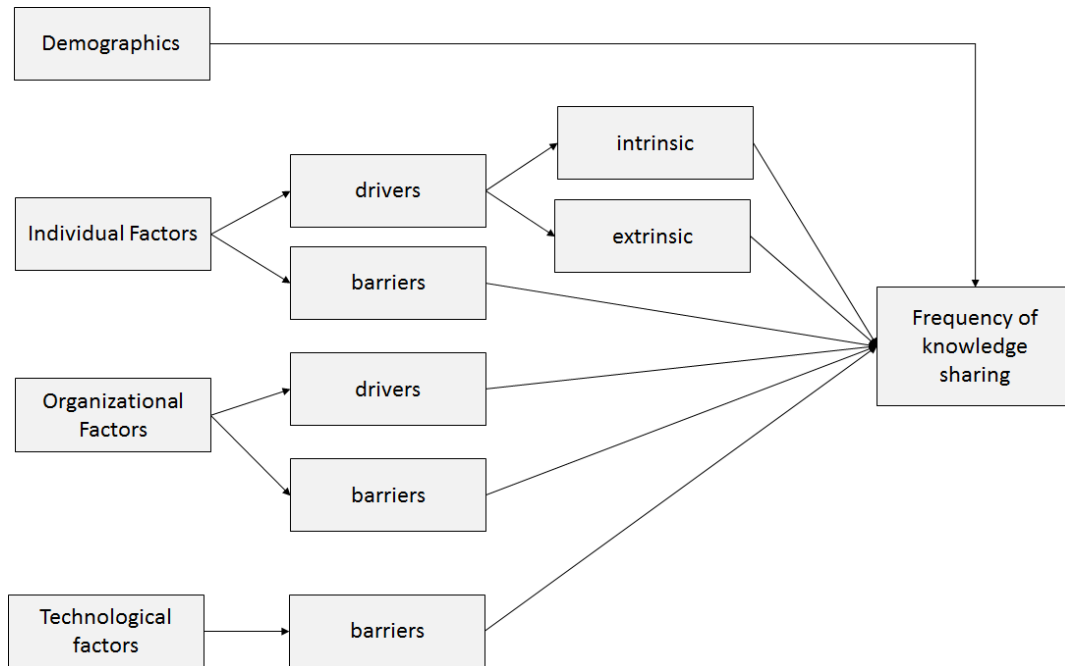 Demographics
intrinsic
drivers
Individual Factors
extrinsic
barriers
Frequency of
knowledge
sharing
drivers
Organizational
Factors
barriers
Technological
factors
barriers